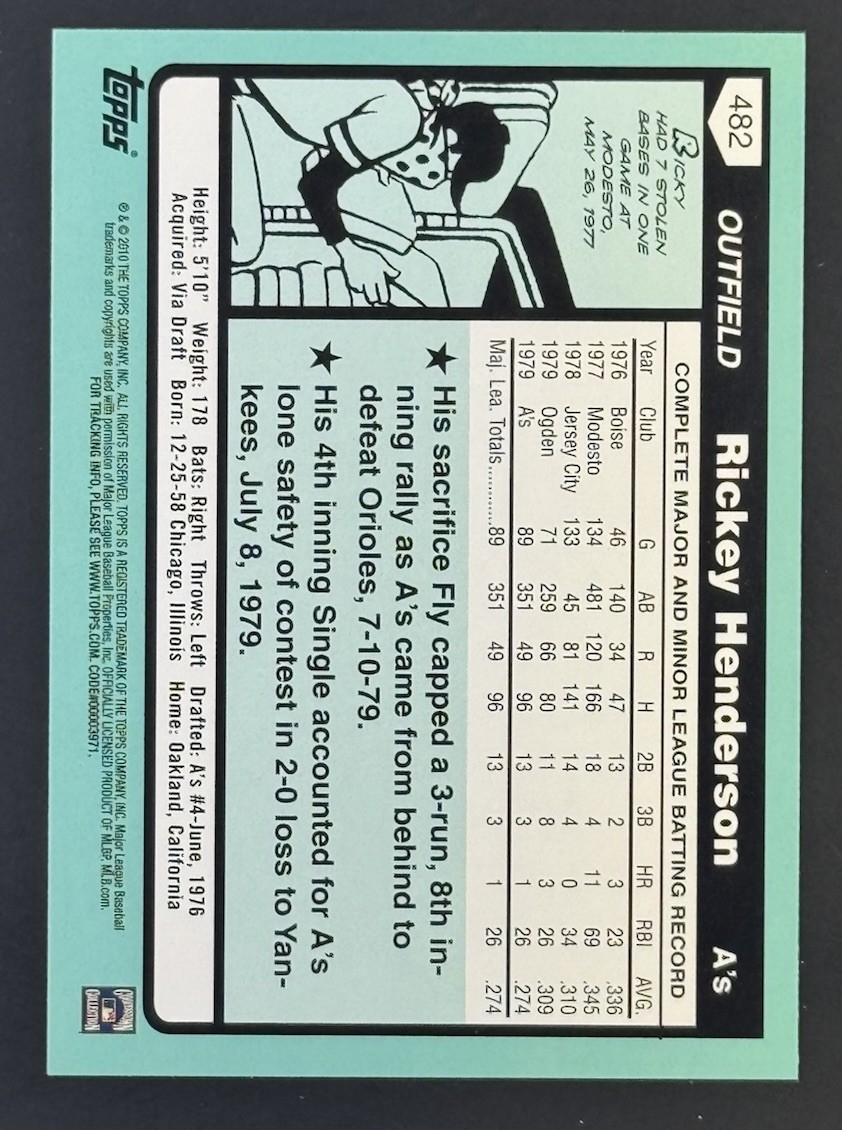 482
OUTFIELD Rickey Henderson A's
RICKY
HAD 7 STOLEN
BASES IN ONE
GAME AT
MODESTO,
MAY 26, 1977
COMPLETE MAJOR AND MINOR LEAGUE BATTING RECORD
Year Club G AB R H 2B 3B HR RBI AVG.
1976 Boise 46 140 34 47 13 2 3 23 .336
1977 Modesto 134 481 120 166 18 4 11 69 .345
1978 Jersey City 133 45 81 141 14 4 0 34 .310
1979 Ogden 71 259 66 80 11 8 3 26 .309
1979 A's 89 351 49 96 13 3 1 26 .274
Maj. Lea. Totals............89 351 49 96 13 3 1 26 .274
★ His sacrifice Fly capped a 3-run, 8th in-
ning rally as A's came from behind to
defeat Orioles, 7-10-79.
★ His 4th inning Single accounted for A's
lone safety of contest in 2-0 loss to Yan-
kees, July 8, 1979.
Height: 5'10" Weight: 178 Bats: Right Throws: Left Drafted: A's #4-June, 1976
Acquired: Via Draft Born: 12-25-58 Chicago, Illinois Home: Oakland, California
topps®
® & © 2010 THE TOPPS COMPANY, INC. ALL RIGHTS RESERVED. TOPPS IS A REGISTERED TRADEMARK OF THE TOPPS COMPANY, INC. Major League Baseball
trademarks and copyrights are used with permission of Major League Baseball Properties, Inc. OFFICIALLY LICENSED PRODUCT OF MLBP, MLB.com.
FOR TRACKING INFO, PLEASE SEE WWW.TOPPS.COM. CODE#00603971.
COOPERSTOWN
COLLECTION